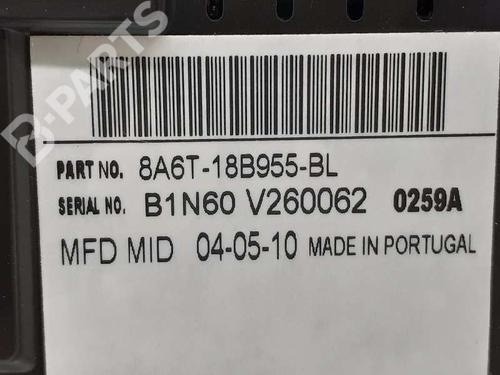 B-PARTS
PART NO. 8A6T-18B955-BL
SERIAL NO. B1N60 V260062 0259A
MFD MID 04-05-10 MADE IN PORTUGAL